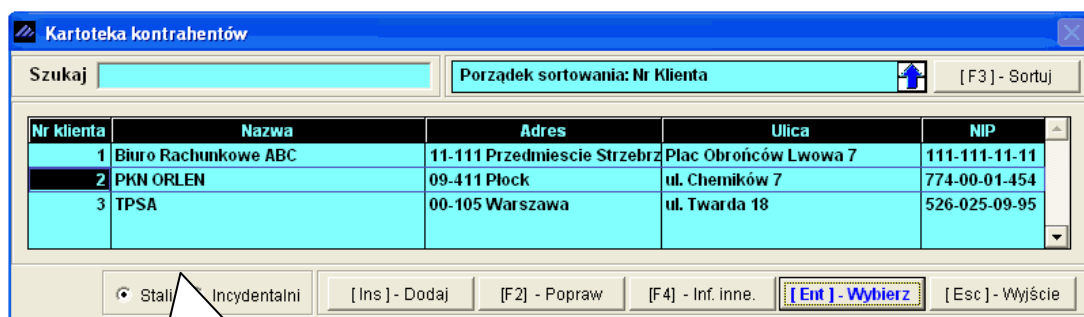 Kartoteka kontrahentów
Szukaj Porządek sortowania: Nr Klienta [ F3 ] - Sortuj
Nr klienta Nazwa Adres Ulica NIP
1 Biuro Rachunkowe ABC 11-111 Przedmiescie Strzebrz Plac Obrońców Lwowa 7 111-111-11-11
2 PKN ORLEN 09-411 Płock ul. Chemików 7 774-00-01-454
3 TPSA 00-105 Warszawa ul. Twarda 18 526-025-09-95
Stali Incydentalni [ Ins ] - Dodaj [F2] - Popraw [F4] - Inf. inne. [ Ent ] - Wybierz [ Esc ] - Wyjście